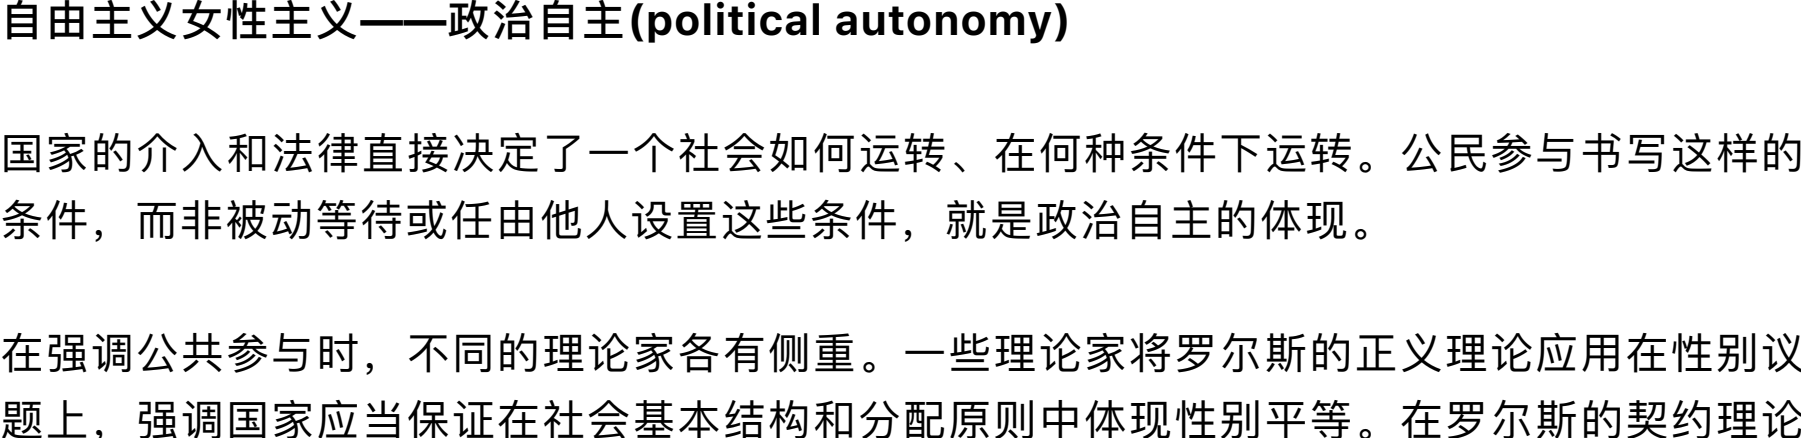 自由主义女性主义——政治自主(political autonomy)
国家的介入和法律直接决定了一个社会如何运转、在何种条件下运转。公民参与书写这样的
条件，而非被动等待或任由他人设置这些条件，就是政治自主的体现。
在强调公共参与时，不同的理论家各有侧重。一些理论家将罗尔斯的正义理论应用在性别议
题上，强调国家应当保证在社会基本结构和分配原则中体现性别平等。在罗尔斯的契约理论